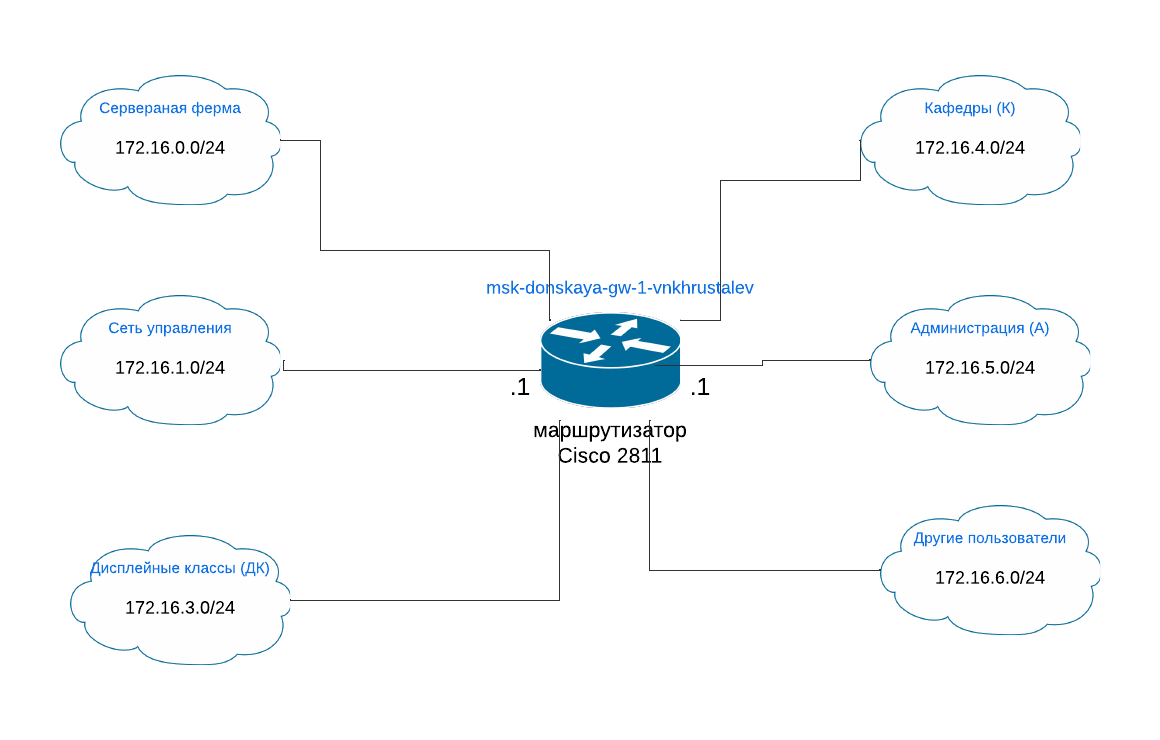 Сервераная ферма
172.16.0.0/24
Кафедры (К)
172.16.4.0/24
msk-donskaya-gw-1-vnkhrustalev
Сеть управления
172.16.1.0/24
Администрация (А)
172.16.5.0/24
.1
.1
маршрутизатор
Cisco 2811
Дисплейные классы (ДК)
172.16.3.0/24
Другие пользователи
172.16.6.0/24